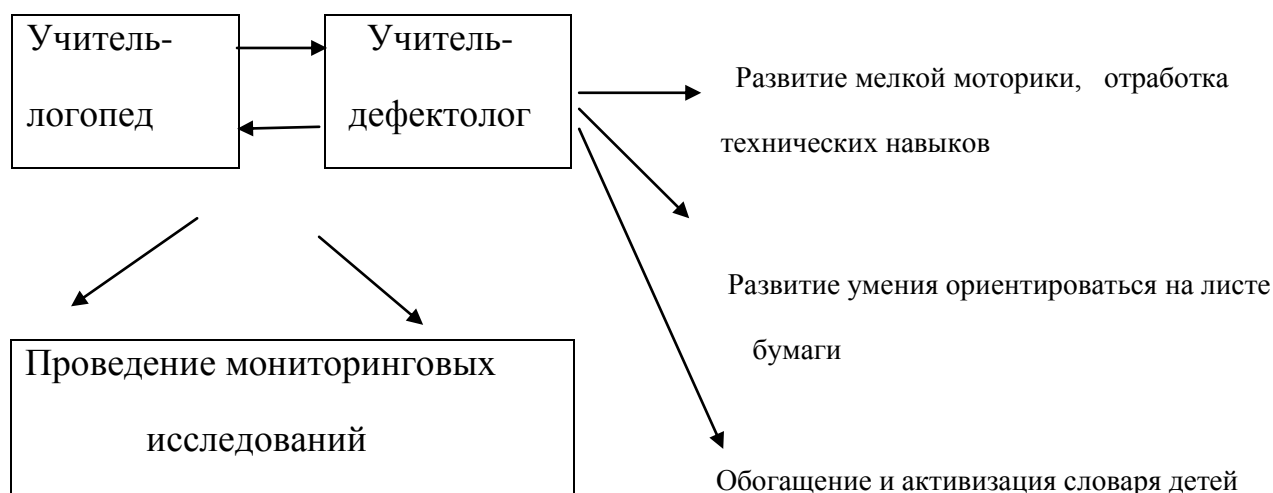 Учитель-
логопед
Учитель-
дефектолог
Развитие мелкой моторики, отработка
технических навыков
Развитие умения ориентироваться на листе
бумаги
Проведение мониторинговых
исследований
Обогащение и активизация словаря детей